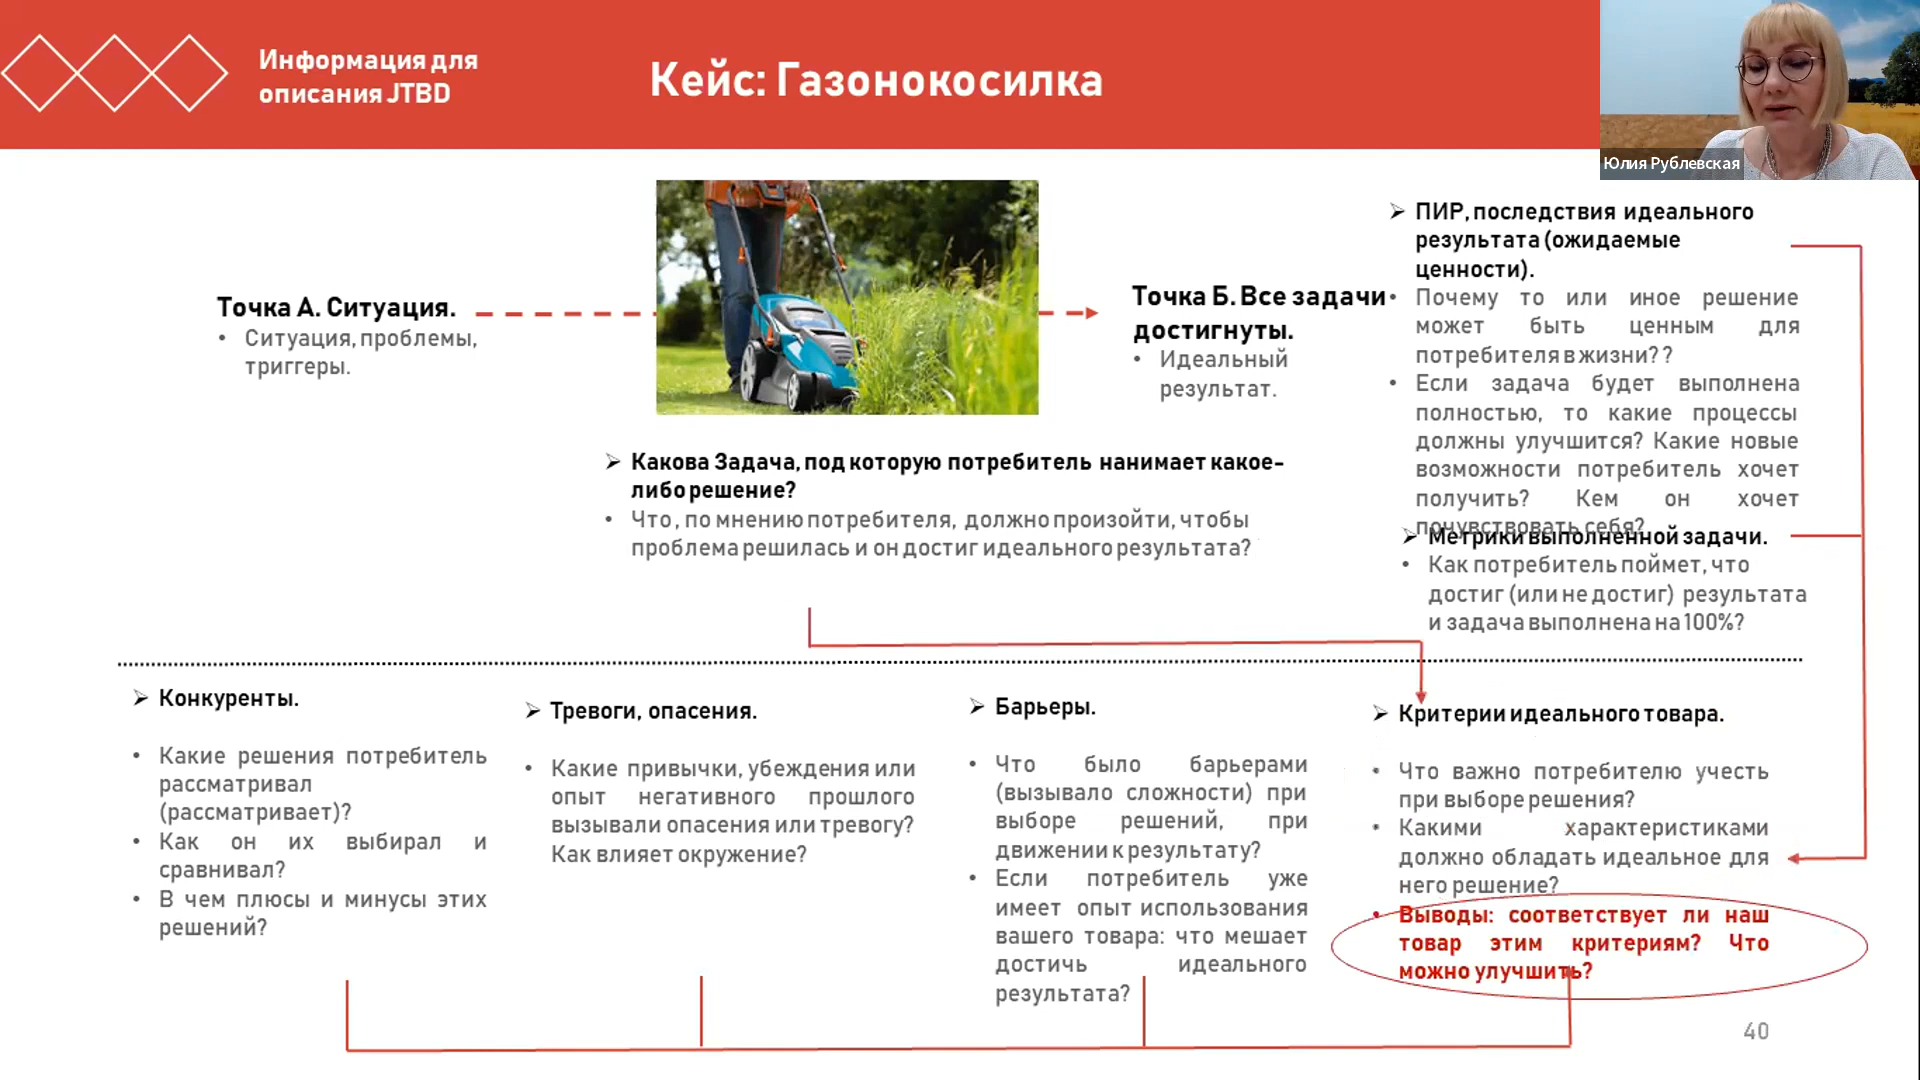 Информация для
описания JTBD
Кейс: Газонокосилка
Юлия Рублевская
Точка А. Ситуация.
• Ситуация, проблемы,
триггеры.
Точка Б. Все задачи
достигнуты.
• Идеальный
результат.
➢ ПИР, последствия идеального
результата (ожидаемые
ценности).
• Почему то или иное решение
может быть ценным для
потребителя в жизни??
• Если задача будет выполнена
полностью, то какие процессы
должны улучшится? Какие новые
возможности потребитель хочет
получить? Кем он хочет
почувствовать себя?
➢ Метрики выполненной задачи.
• Как потребитель поймет, что
достиг (или не достиг) результата
и задача выполнена на 100%?
➢ Какова Задача, под которую потребитель нанимает какое-
либо решение?
• Что, по мнению потребителя, должно произойти, чтобы
проблема решилась и он достиг идеального результата?
➢ Конкуренты.
• Какие решения потребитель
рассматривал
(рассматривает)?
• Как он их выбирал и
сравнивал?
• В чем плюсы и минусы этих
решений?
➢ Тревоги, опасения.
• Какие привычки, убеждения или
опыт негативного прошлого
вызывали опасения или тревогу?
Как влияет окружение?
➢ Барьеры.
• Что было барьерами
(вызывало сложности) при
выборе решений, при
движении к результату?
• Если потребитель уже
имеет опыт использования
вашего товара: что мешает
достичь идеального
результата?
➢ Критерии идеального товара.
• Что важно потребителю учесть
при выборе решения?
• Какими характеристиками
должно обладать идеальное для
него решение?
• Выводы: соответствует ли наш
товар этим критериям? Что
можно улучшить?
40